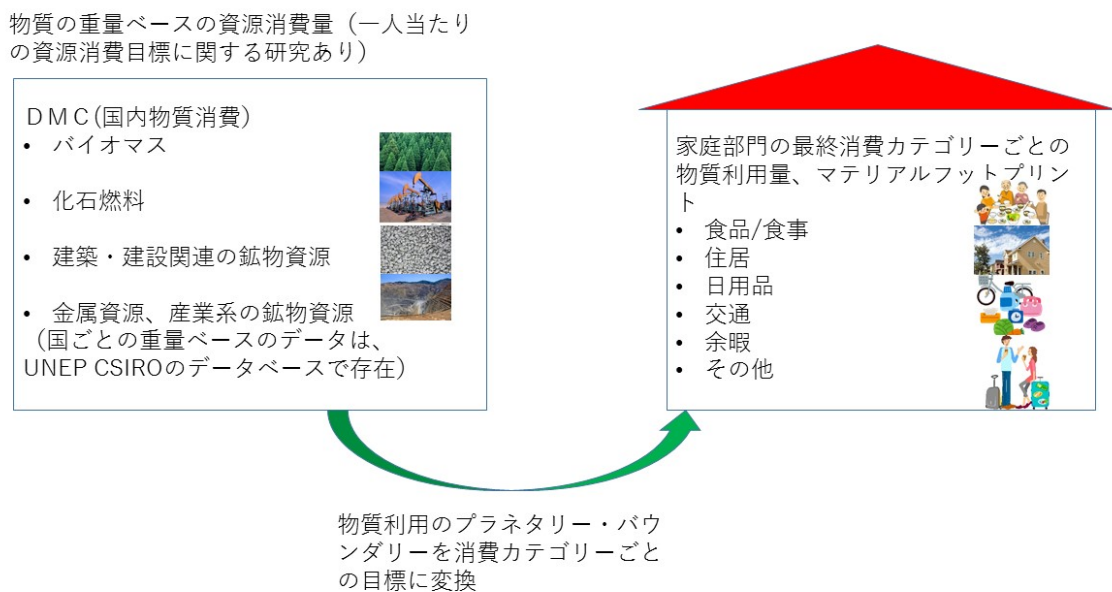 物質の重量ベースの資源消費量（一人当たり
の資源消費目標に関する研究あり）
ＤＭＣ(国内物質消費)
• バイオマス
• 化石燃料
• 建築・建設関連の鉱物資源
• 金属資源、産業系の鉱物資源
（国ごとの重量ベースのデータは、
UNEP CSIROのデータベースで存在）
家庭部門の最終消費カテゴリーごとの
物質利用量、マテリアルフットプリン
ト
• 食品/食事
• 住居
• 日用品
• 交通
• 余暇
• その他
物質利用のプラネタリー・バウ
ンダリーを消費カテゴリーごと
の目標に変換